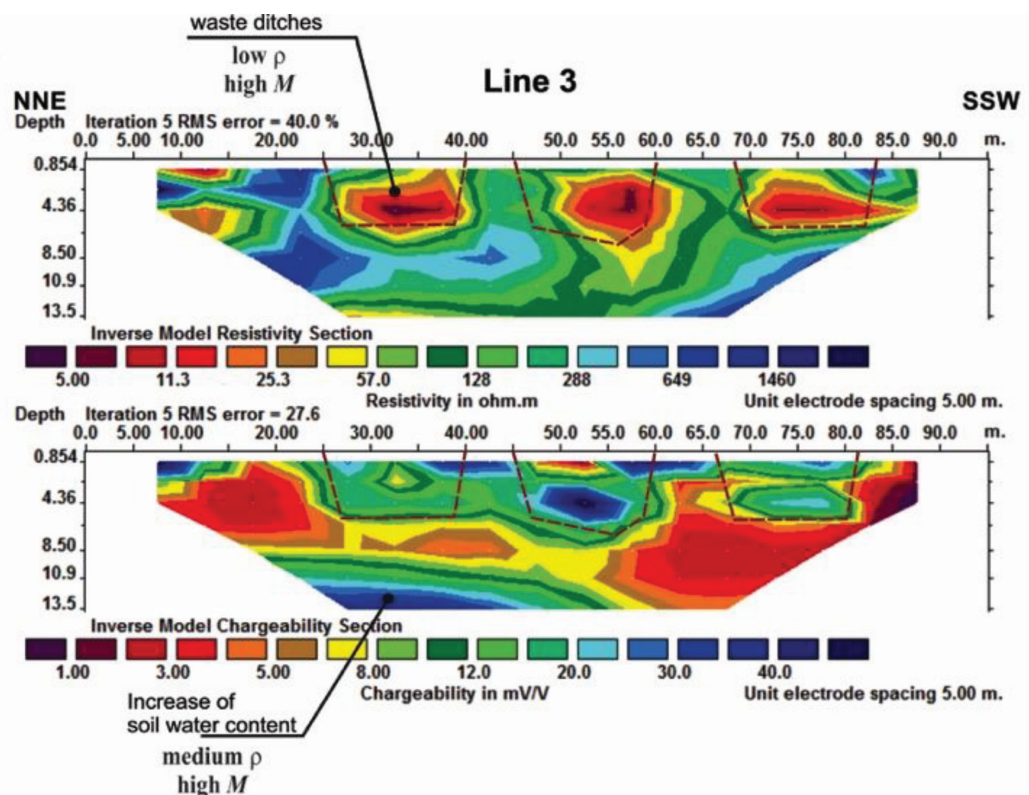 waste ditches
low ρ
high M
Line 3
NNE
SSW
Depth Iteration 5 RMS error = 40.0 %
0.0 5.00 10.00 20.0 30.0 40.0 50.0 55.0 60.0 65.0 70.0 75.0 80.0 85.0 90.0 m.
0.854
4.36
8.50
10.9
13.5
Inverse Model Resistivity Section
5.00 11.3 25.3 57.0 128 288 649 1460
Resistivity in ohm.m Unit electrode spacing 5.00 m.
Depth Iteration 5 RMS error = 27.6
0.0 5.00 10.00 20.0 30.0 40.0 50.0 55.0 60.0 65.0 70.0 75.0 80.0 85.0 90.0 m.
0.854
4.36
8.50
10.9
13.5
Inverse Model Chargeability Section
1.00 3.00 5.00 8.00 12.0 20.0 30.0 40.0
Chargeability in mV/V Unit electrode spacing 5.00 m.
Increase of
soil water content
medium ρ
high M